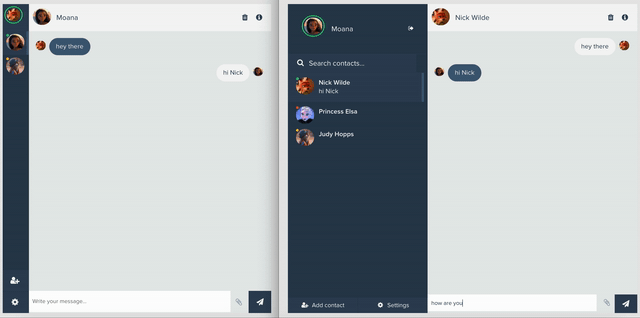 Moana
hey there
hi Nick
Write your message...
Moana
Search contacts...
Nick Wilde
hi Nick
Princess Elsa
Judy Hopps
Add contact
Settings
Nick Wilde
hey there
hi Nick
how are you